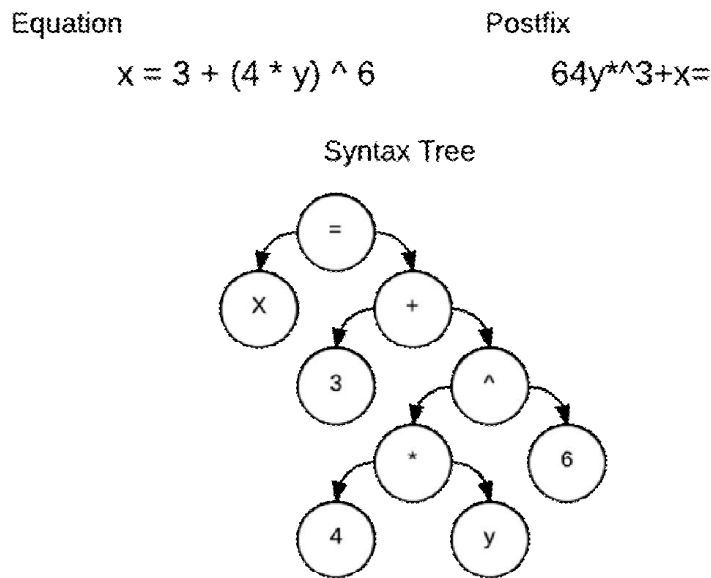 Equation
Postfix
x = 3 + (4 * y) ^ 6
64y*^3+x=
Syntax Tree
=
X
+
3
^
*
6
4
y